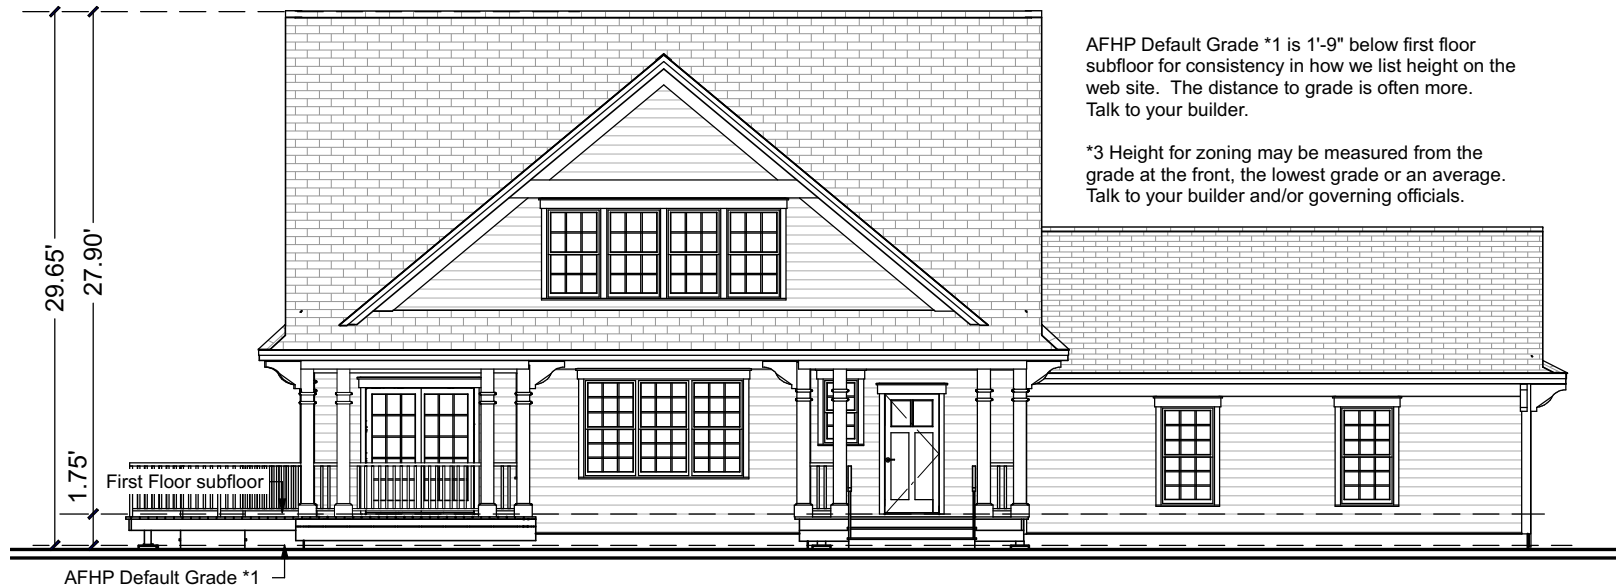 AFHP Default Grade *1 is 1'-9" below first floor
subfloor for consistency in how we list height on the
web site. The distance to grade is often more.
Talk to your builder.
*3 Height for zoning may be measured from the
grade at the front, the lowest grade or an average.
Talk to your builder and/or governing officials.
29.65'
27.90'
1.75'
First Floor subfloor
AFHP Default Grade *1